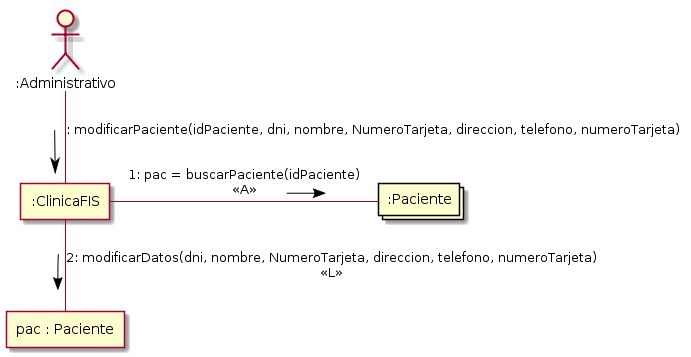 :Administrativo
: modificarPaciente(idPaciente, dni, nombre, NumeroTarjeta, direccion, telefono, numeroTarjeta)
1: pac = buscarPaciente(idPaciente)
«A»
:ClinicaFIS
:Paciente
2: modificarDatos(dni, nombre, NumeroTarjeta, direccion, telefono, numeroTarjeta)
«L»
pac : Paciente